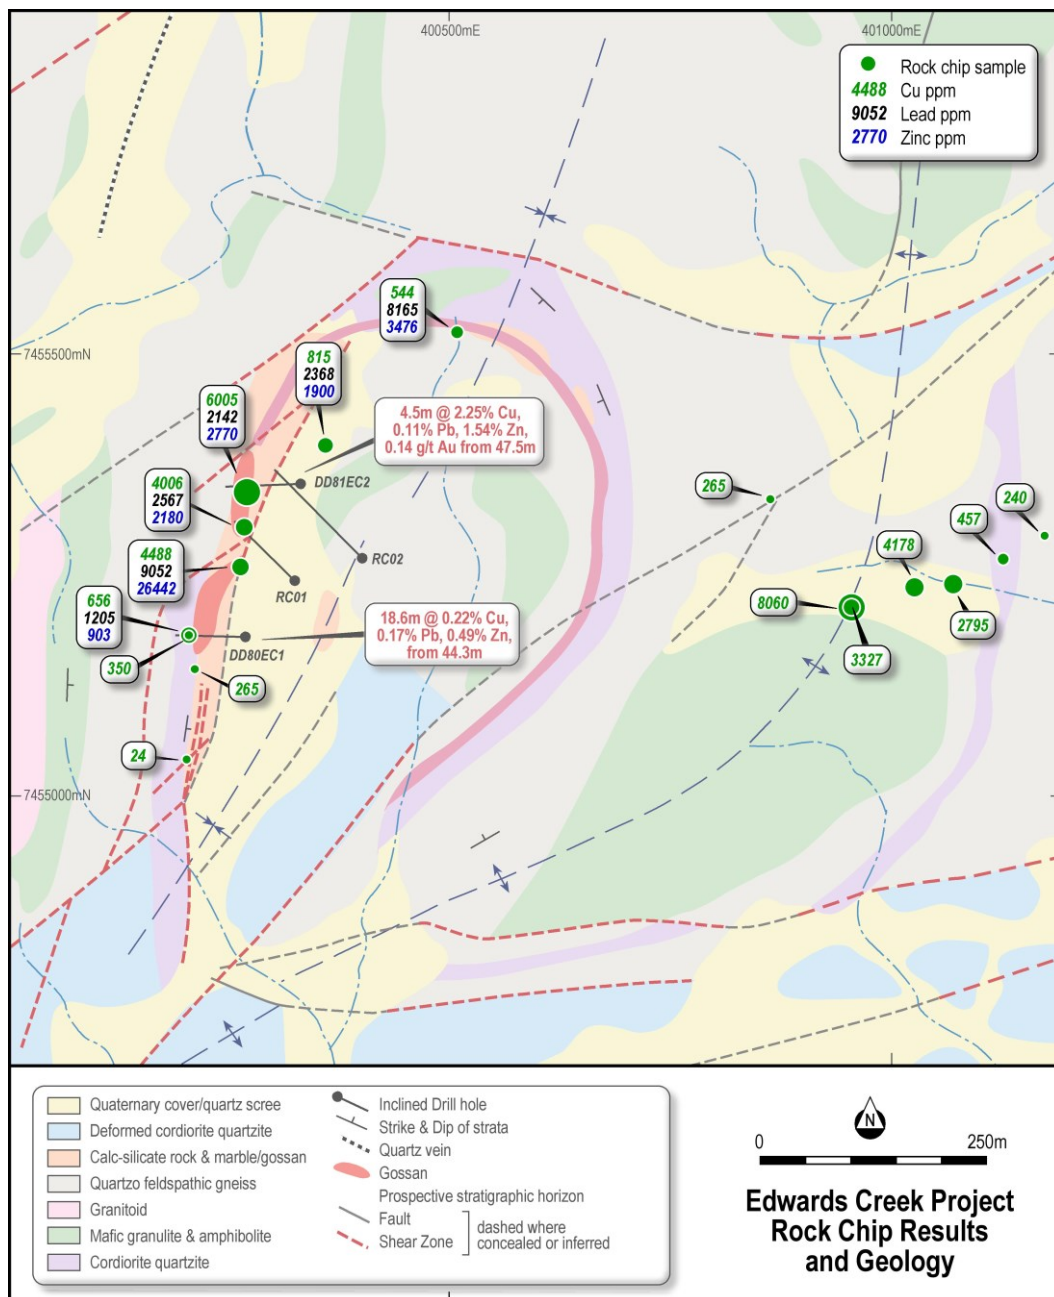 400500mE
401000mE
Rock chip sample
4488 Cu ppm
9052 Lead ppm
2770 Zinc ppm
544
8165
3476
7455500mN
815
2368
1900
6005
2142
2770
4.5m @ 2.25% Cu,
0.11% Pb, 1.54% Zn,
0.14 g/t Au from 47.5m
DD81EC2
4006
2567
2180
265
240
457
4178
RC02
4488
9052
26442
RC01
656
1205
903
8060
2795
18.6m @ 0.22% Cu,
0.17% Pb, 0.49% Zn,
from 44.3m
DD80EC1
3327
350
265
24
7455000mN
Quaternary cover/quartz scree
Deformed cordiorite quartzite
Calc-silicate rock & marble/gossan
Quartzo feldspathic gneiss
Granitoid
Mafic granulite & amphibolite
Cordiorite quartzite
Inclined Drill hole
Strike & Dip of strata
Quartz vein
Gossan
Prospective stratigraphic horizon
Fault
Shear Zone
dashed where
concealed or inferred
N
0 250m
Edwards Creek Project
Rock Chip Results
and Geology